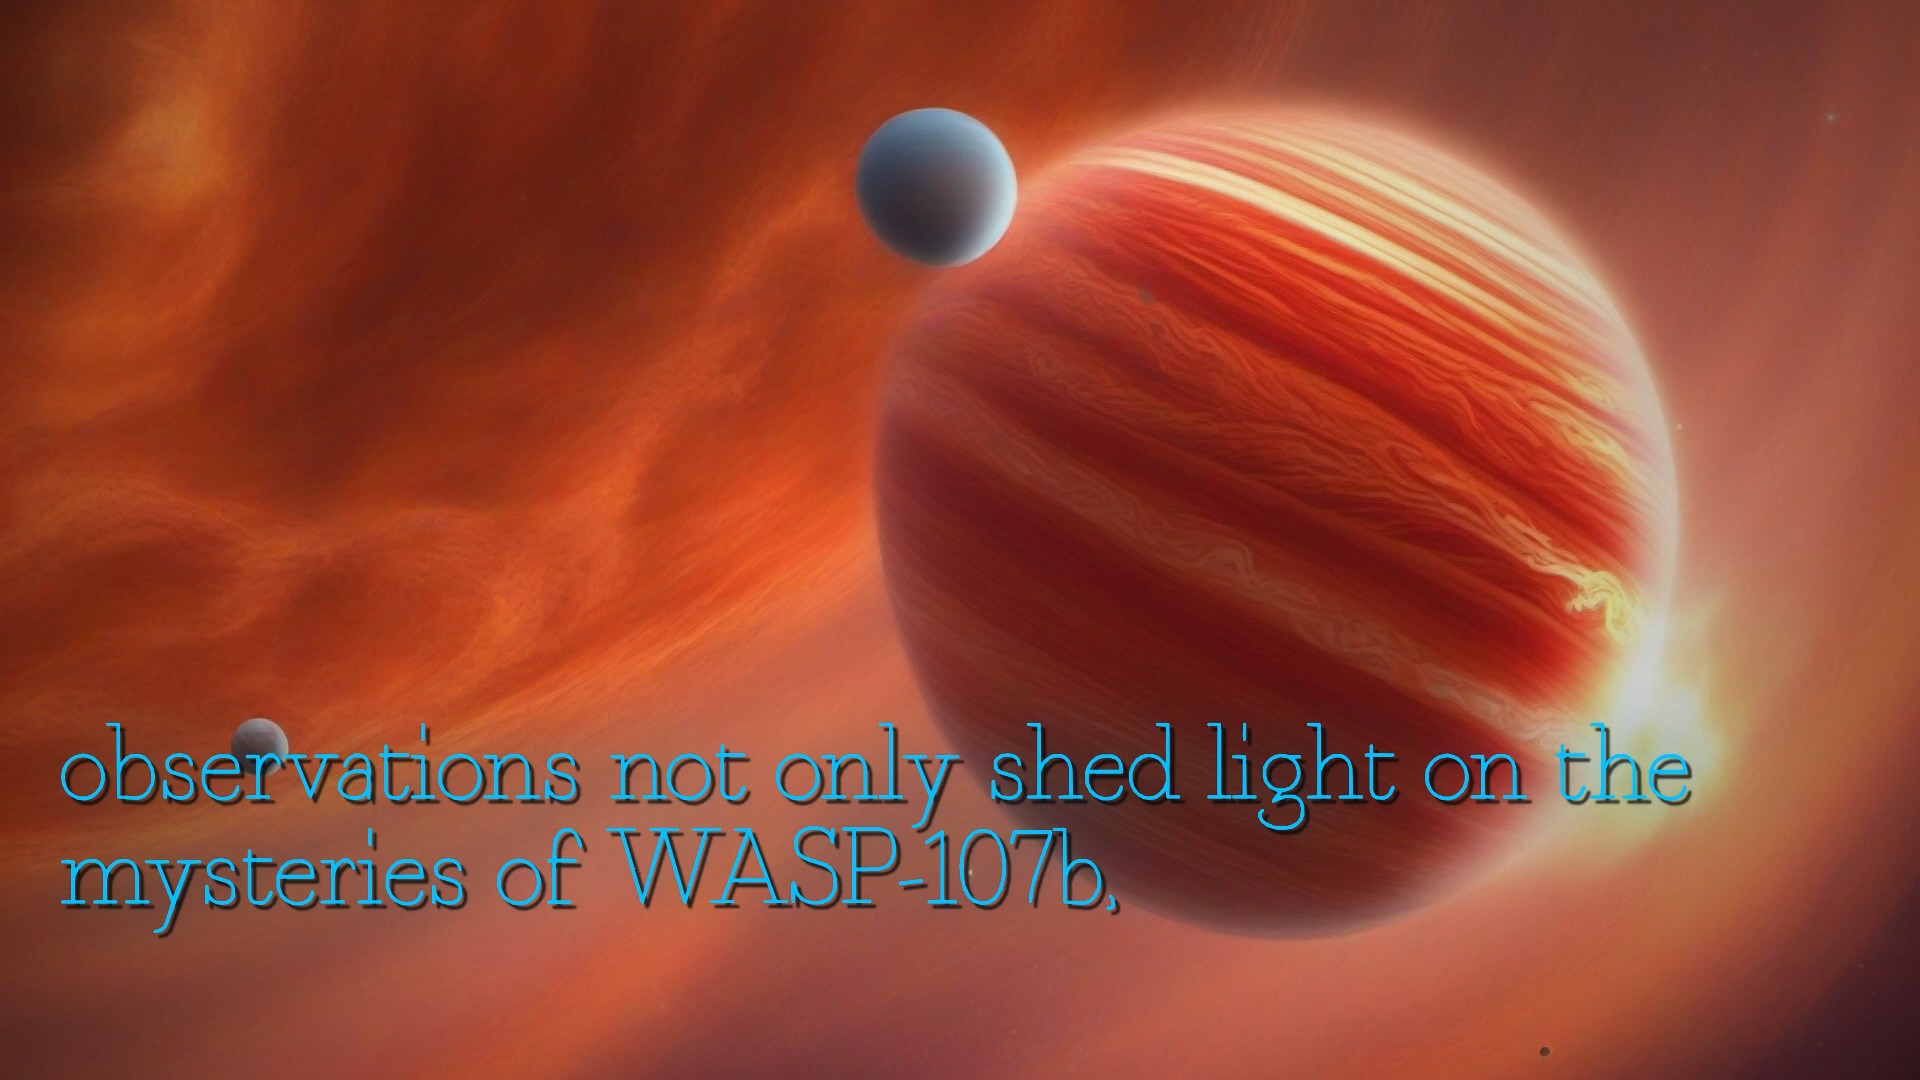 observations not only shed light on the
mysteries of WASP-107b,